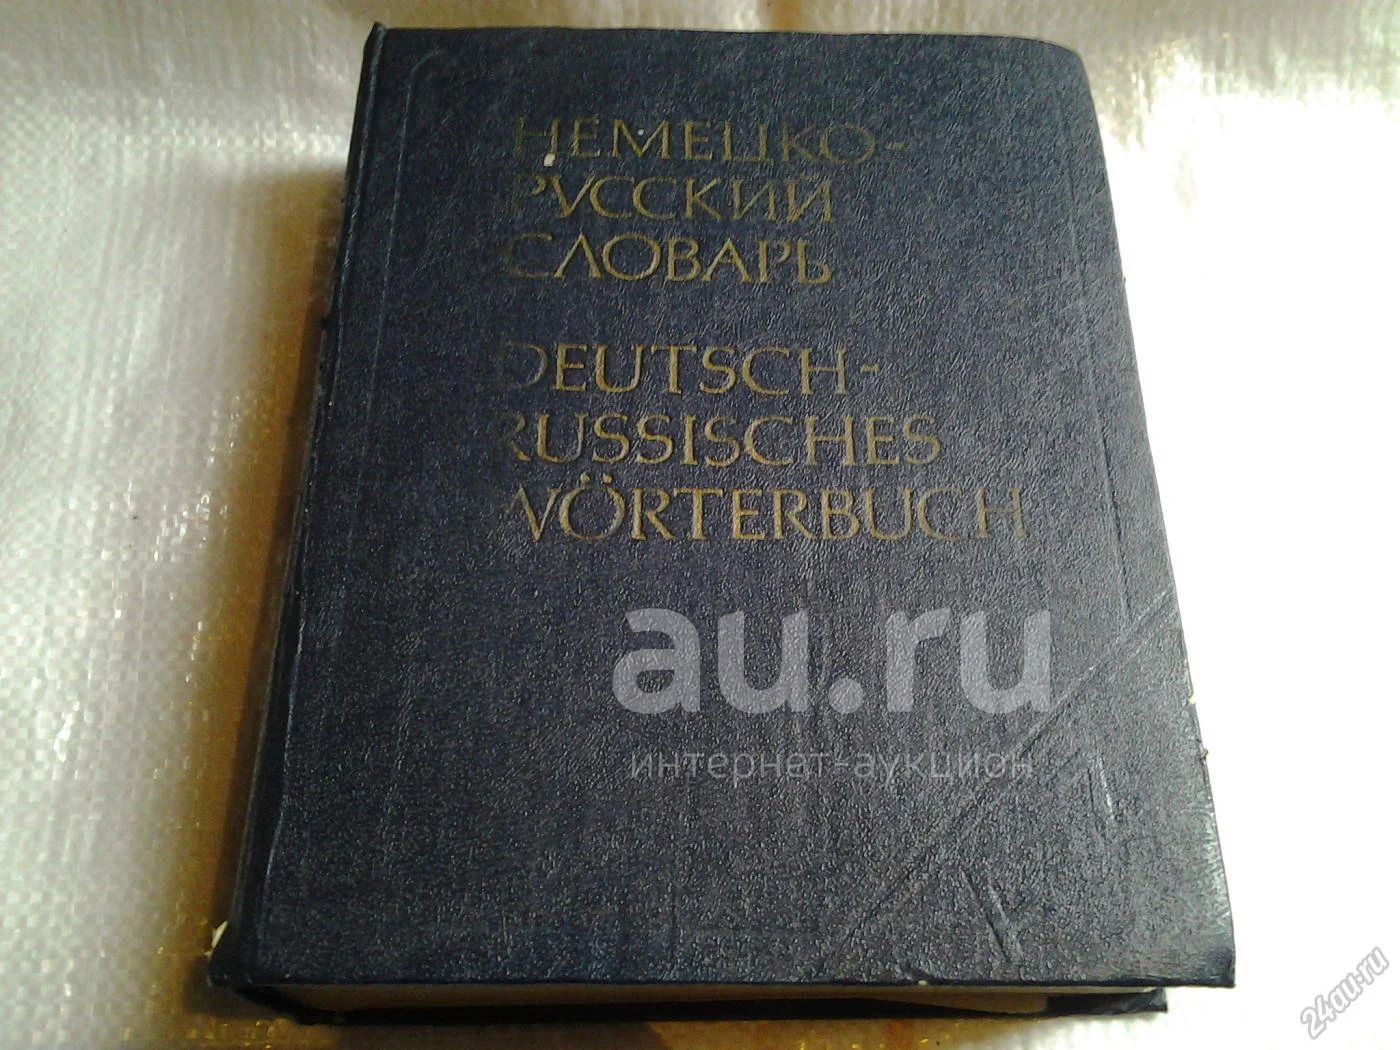 НЕМЕЦКО-
РУССКИЙ
СЛОВАРЬ
DEUTSCH-
RUSSISCHES
WÖRTERBUCH
au.ru
интернет-аукцион
24au.ru